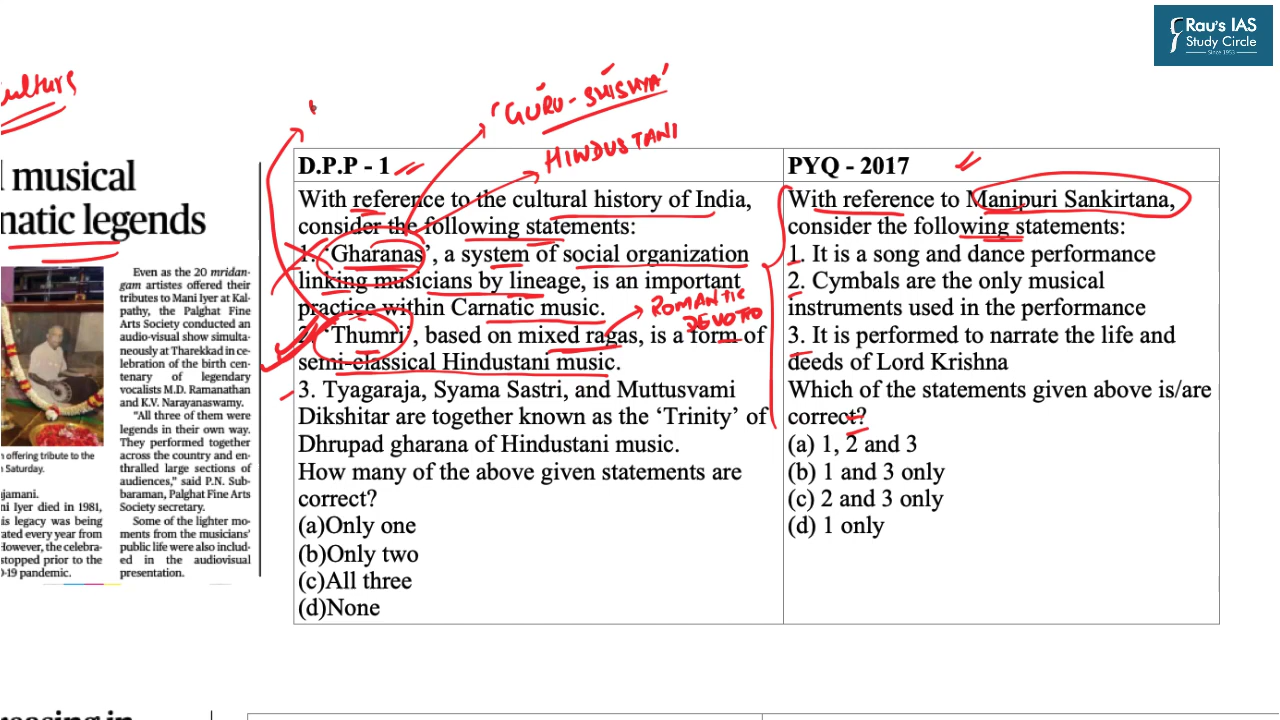 Rau's IAS
Study Circle
Since 1953
'GURU - SHISHYA'
HINDUSTANI
l musical
natic legends
Even as the 20 mridan-
gam artistes offered their
tributes to Mani Iyer at Kal-
pathy, the Palghat Fine
Arts Society conducted an
audio-visual show simulta-
neously at Tharekkad in ce-
lebration of the birth cen-
tenary of legendary
vocalists M.D. Ramanathan
and K.V. Narayanaswamy.
"All three of them were
legends in their own way.
They performed together
across the country and en-
thralled large sections of
audiences," said P.N. Sub-
baraman, Palghat Fine Arts
Society secretary.
Some of the lighter mo-
ments from the musicians'
public life were also includ-
ed in the audiovisual
presentation.
offering tribute to the
Saturday.
jamani.
ni Iyer died in 1981,
is legacy was being
ated every year from
However, the celebra-
stopped prior to the
)-19 pandemic.
D.P.P - 1
With reference to the cultural history of India,
consider the following statements:
1. 'Gharanas', a system of social organization
linking musicians by lineage, is an important
practice within Carnatic music.
2. 'Thumri', based on mixed ragas, is a form of
semi-classical Hindustani music.
3. Tyagaraja, Syama Sastri, and Muttusvami
Dikshitar are together known as the 'Trinity' of
Dhrupad gharana of Hindustani music.
How many of the above given statements are
correct?
(a)Only one
(b)Only two
(c)All three
(d)None
ROMANTIC
DEVOTIO
PYQ - 2017
With reference to Manipuri Sankirtana,
consider the following statements:
1. It is a song and dance performance
2. Cymbals are the only musical
instruments used in the performance
3. It is performed to narrate the life and
deeds of Lord Krishna
Which of the statements given above is/are
correct?
(a) 1, 2 and 3
(b) 1 and 3 only
(c) 2 and 3 only
(d) 1 only